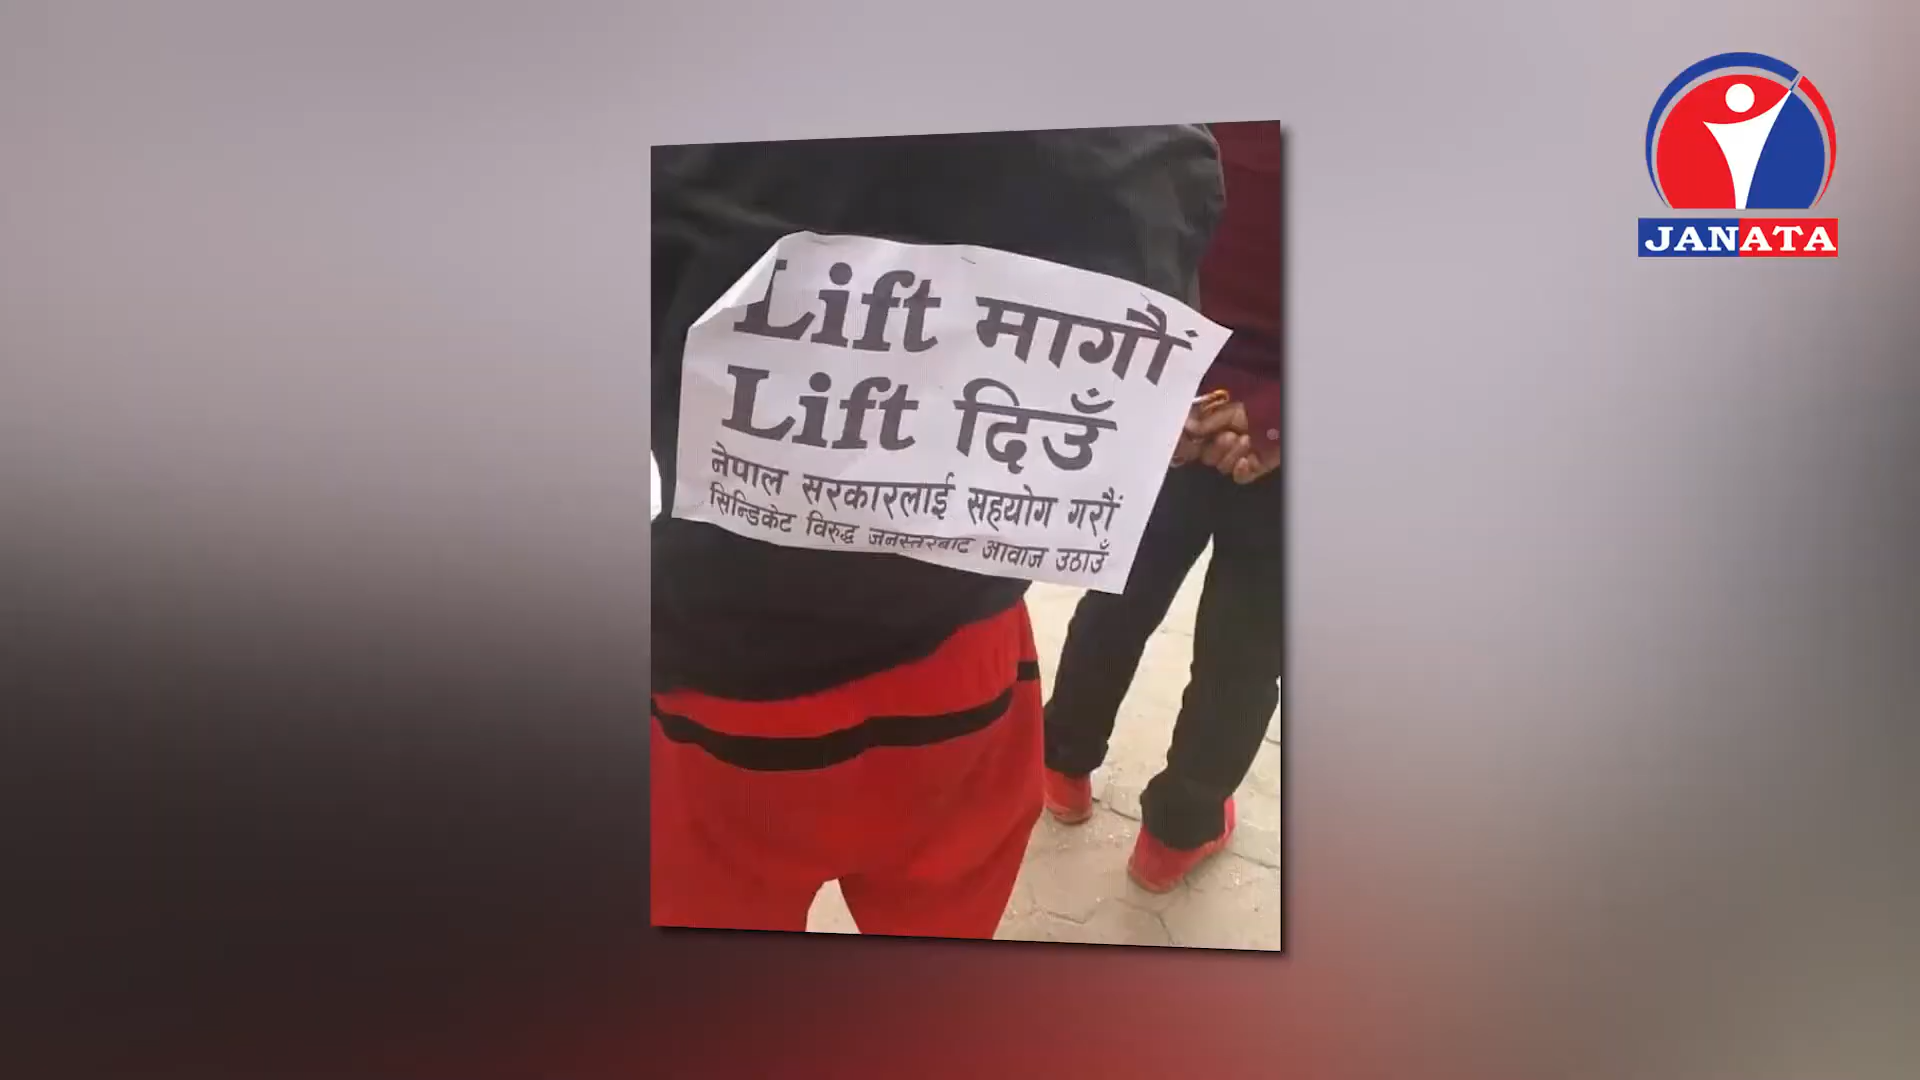 Lift मागौं
Lift दिउँ
नेपाल सरकारलाई सहयोग गरौं
सिन्डिकेट विरुद्ध जनस्तरबाट आवाज उठाउँ
JANATA